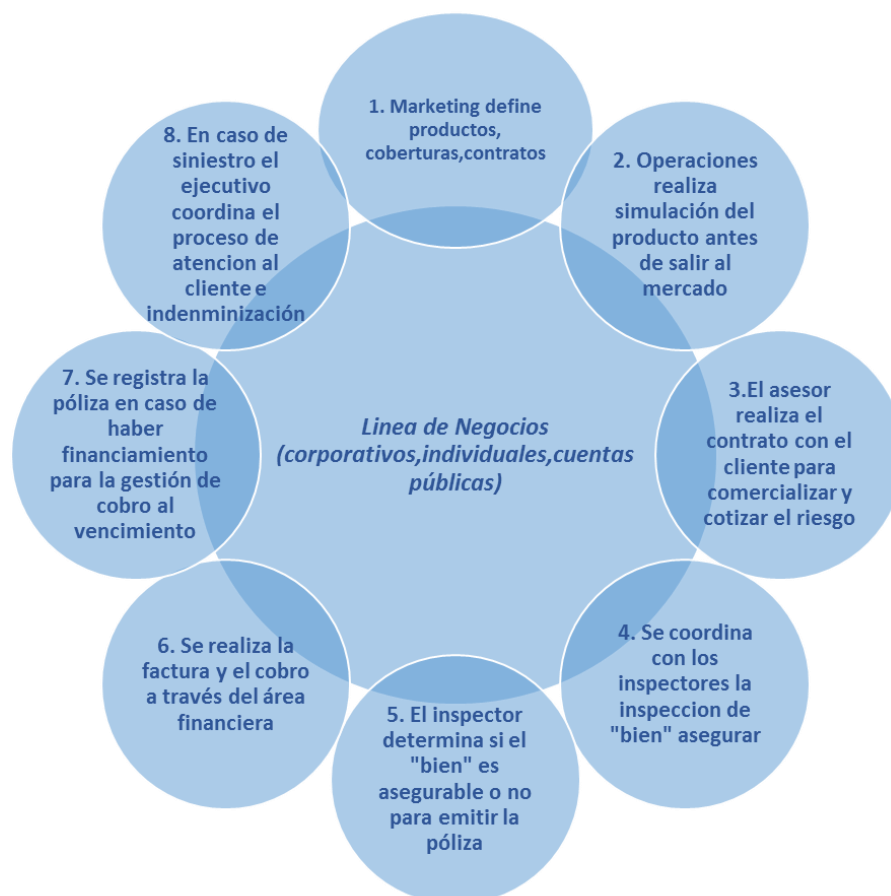 1. Marketing define
productos,
coberturas,contratos
2. Operaciones
realiza
simulación del
producto antes
de salir al
mercado
3.El asesor
realiza el
contrato con el
cliente para
comercializar y
cotizar el riesgo
4. Se coordina
con los
inspectores la
inspeccion de
"bien" asegurar
5. El inspector
determina si el
"bien" es
asegurable o no
para emitir la
póliza
6. Se realiza la
factura y el cobro
a través del área
financiera
7. Se registra la
póliza en caso de
haber
financiamiento
para la gestión de
cobro al
vencimiento
8. En caso de
siniestro el
ejecutivo
coordina el
proceso de
atencion al
cliente e
indenminización
Linea de Negocios
(corporativos,individuales,cuentas
públicas)